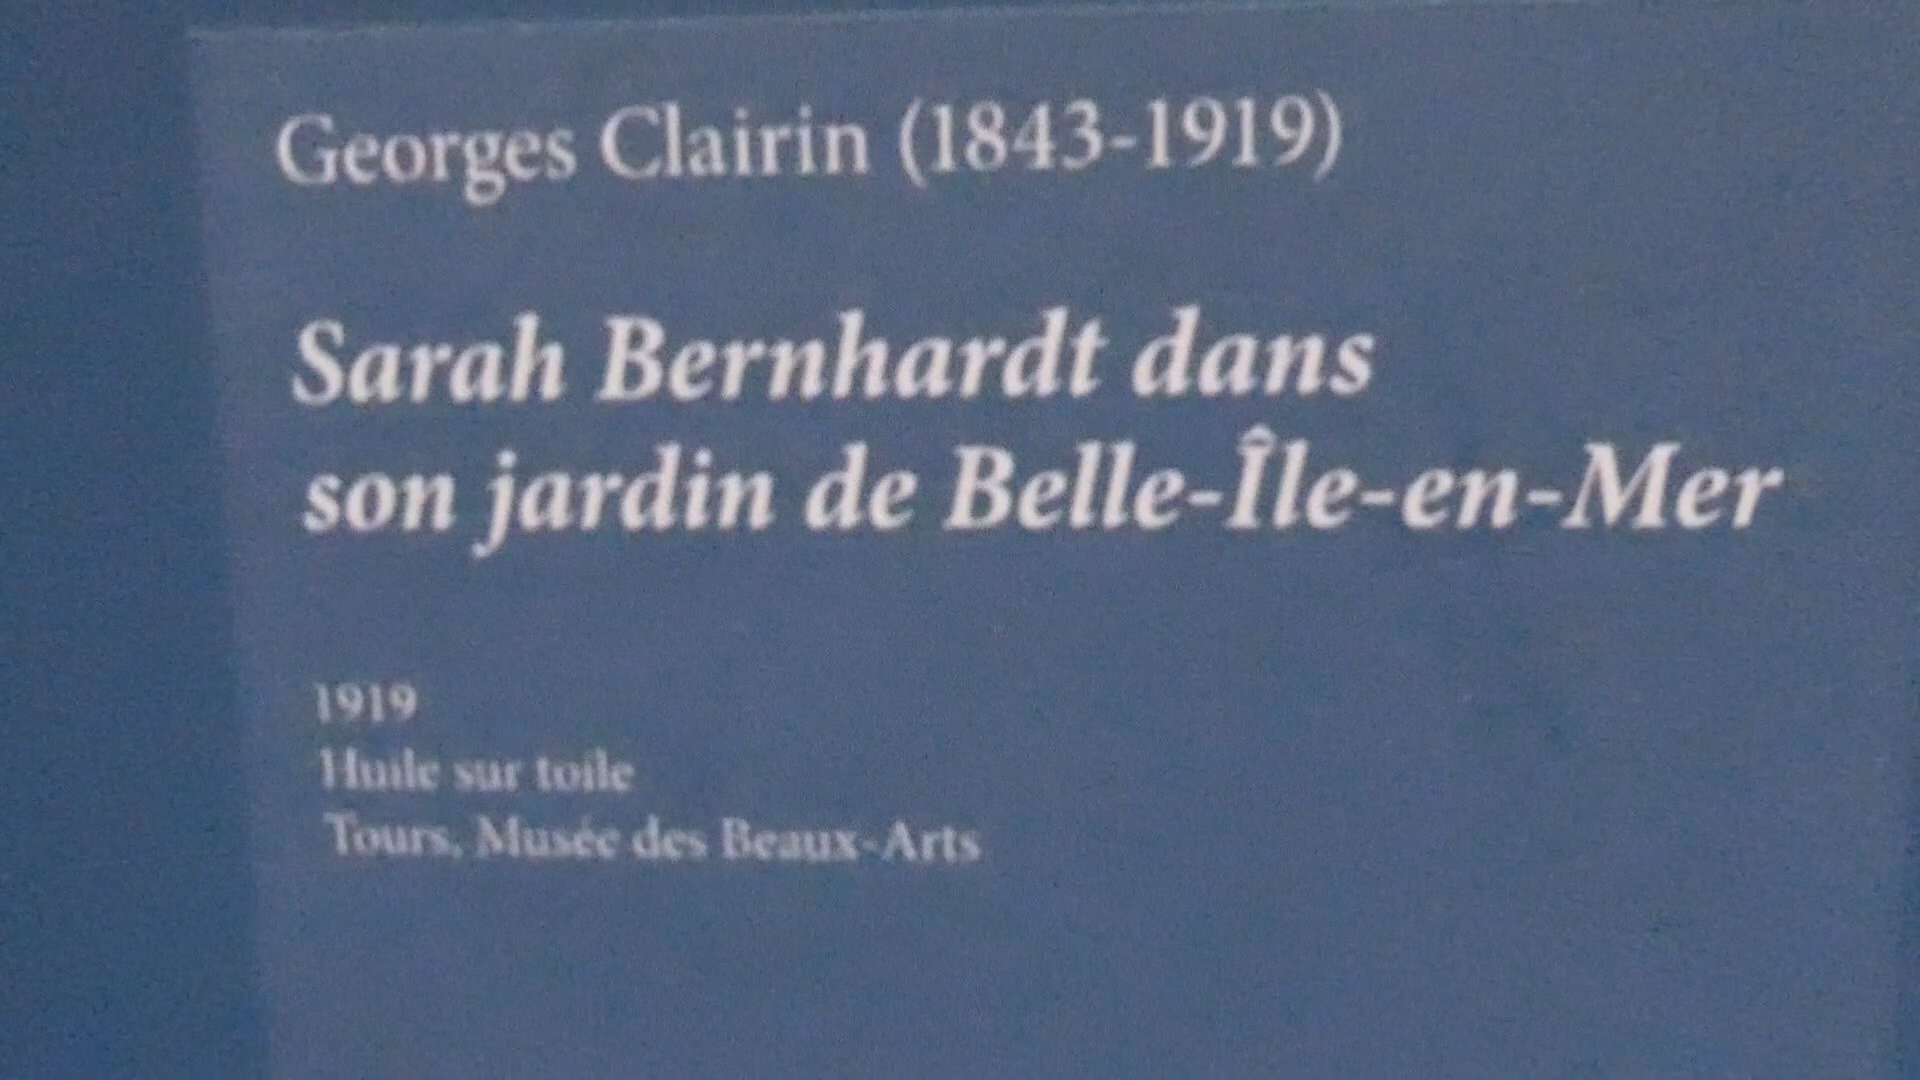 Georges Clairin (1843-1919)
Sarah Bernhardt dans
son jardin de Belle-Île-en-Mer
1919
Huile sur toile
Tours, Musée des Beaux-Arts